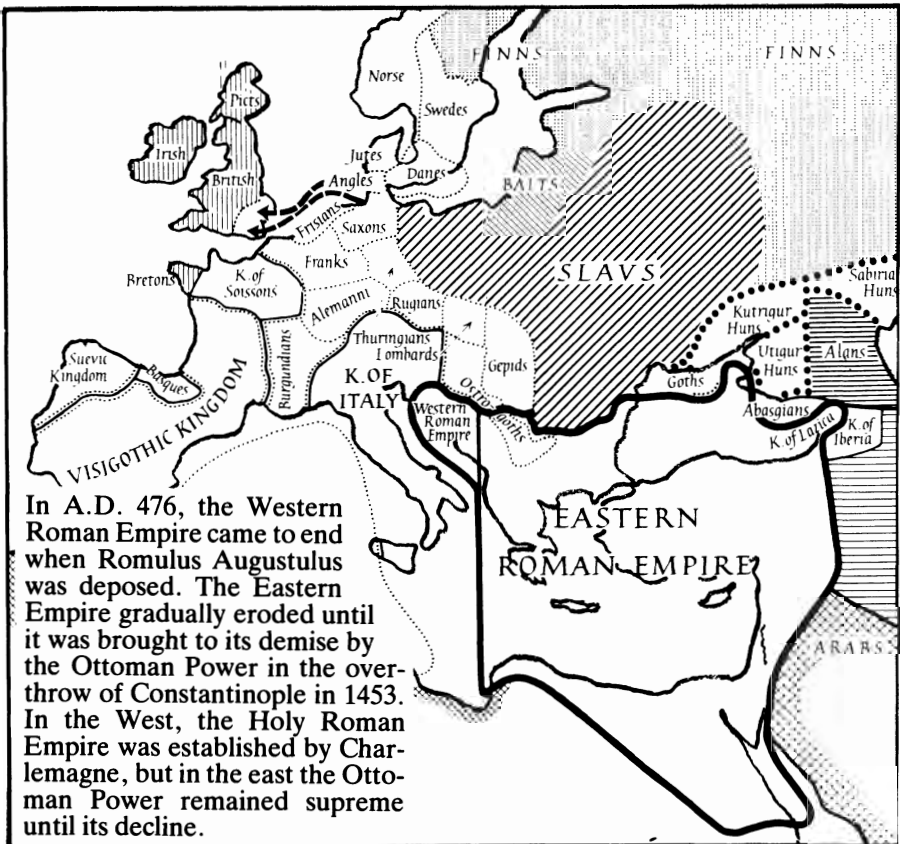 FINNS
FINNS
Norse
Swedes
Picts
Irish
British
Jutes
Angles
Danes
BALTS
Frisians
Saxons
Bretons
K. of
Soissons
Franks
SLAVS
Sabiria
Huns
Alemanni
Rugians
Kutrigur
Huns
Thuringians
Lombards
Gepids
Utigur
Huns
Alans
Suevic
Kingdom
Basques
Burgundians
K. OF
ITALY
Ostrogoths
Goths
Abasgians
VISIGOTHIC KINGDOM
Western
Roman
Empire
K. of Lazica
K. of
Iberia
EASTERN
ROMAN EMPIRE
ARABS
In A.D. 476, the Western
Roman Empire came to end
when Romulus Augustulus
was deposed. The Eastern
Empire gradually eroded until
it was brought to its demise by
the Ottoman Power in the over-
throw of Constantinople in 1453.
In the West, the Holy Roman
Empire was established by Char-
lemagne, but in the east the Otto-
man Power remained supreme
until its decline.